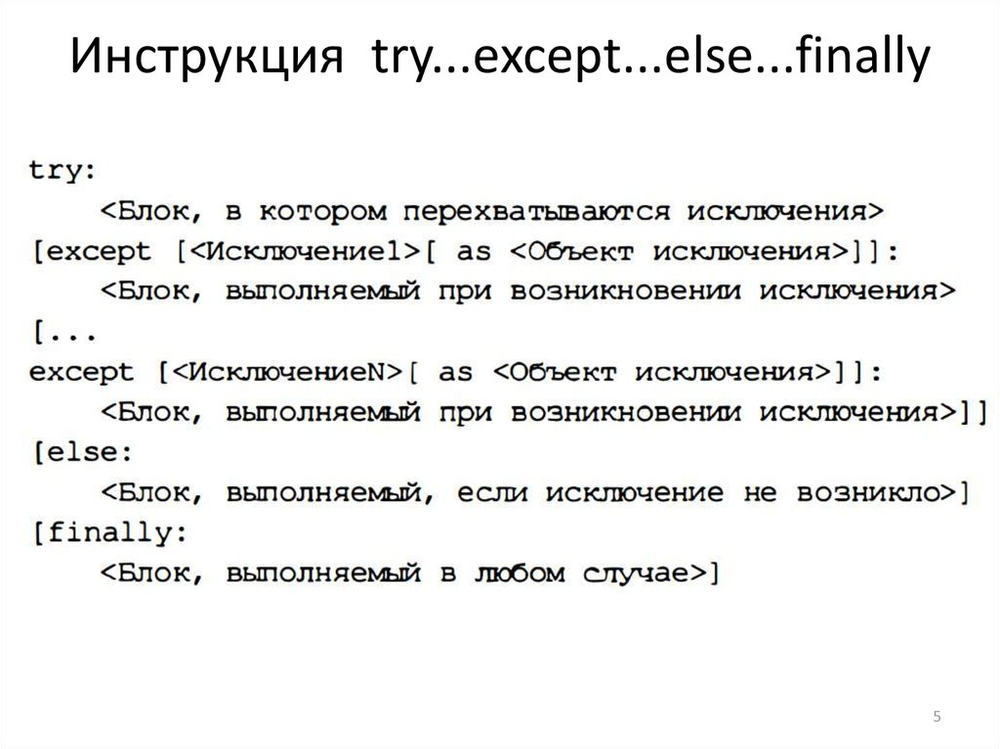 Инструкция try...except...else...finally
try:
<Блок, в котором перехватываются исключения>
[except [<Исключение1>[ as <Объект исключения>]]:
<Блок, выполняемый при возникновении исключения>
[...
except [<ИсключениеN>[ as <Объект исключения>]]:
<Блок, выполняемый при возникновении исключения>]]
[else:
<Блок, выполняемый, если исключение не возникло>]
[finally:
<Блок, выполняемый в любом случае>]
5